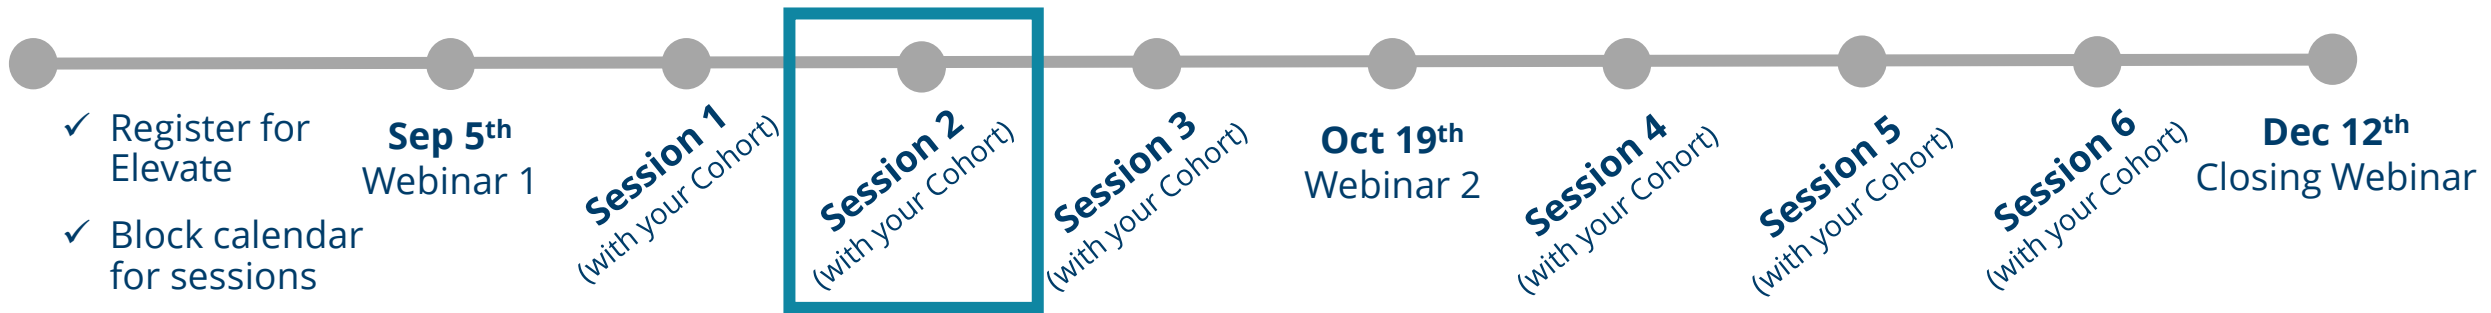 ✓ Register for
Elevate
✓ Block calendar
for sessions
Sep 5th
Webinar 1
Session 1
(with your Cohort)
Session 2
(with your Cohort)
Session 3
(with your Cohort)
Oct 19th
Webinar 2
Session 4
(with your Cohort)
Session 5
(with your Cohort)
Session 6
(with your Cohort)
Dec 12th
Closing Webinar